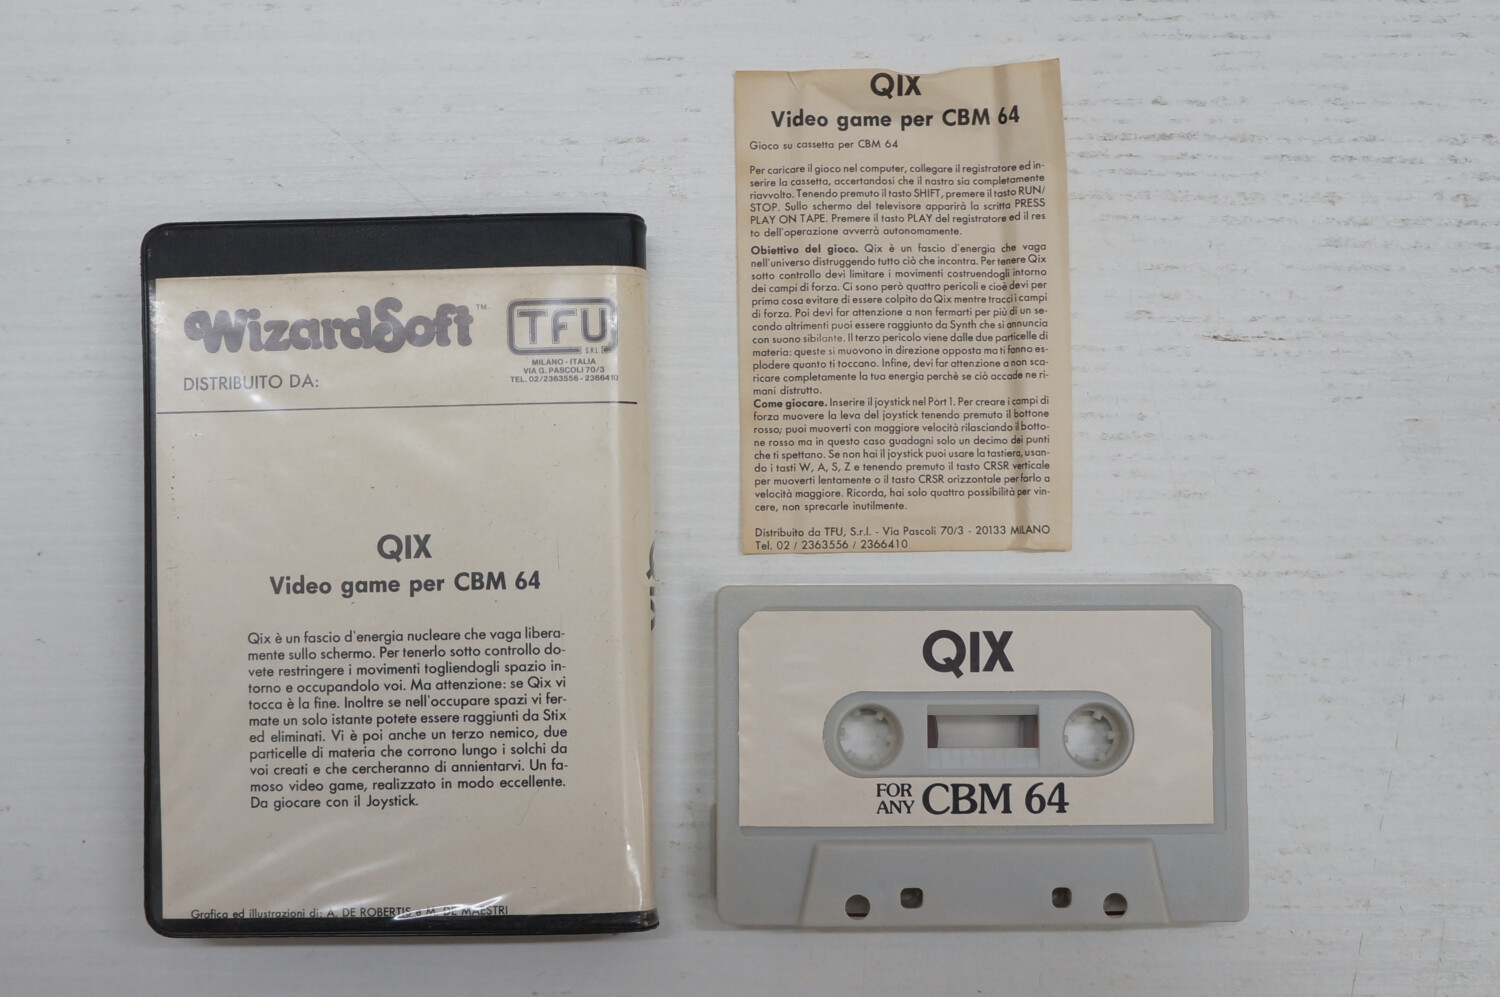 WizardSoft™
TFU
S.R.L.
MILANO - ITALIA
VIA G. PASCOLI 70/3
TEL. 02/2363556 - 2366410
DISTRIBUITO DA:
QIX
Video game per CBM 64
Qix è un fascio d'energia nucleare che vaga libera-
mente sullo schermo. Per tenerlo sotto controllo do-
vete restringere i movimenti togliendogli spazio in-
torno e occupandolo voi. Ma attenzione: se Qix vi
tocca è la fine. Inoltre se nell'occupare spazi vi fer-
mate un solo istante potete essere raggiunti da Stix
ed eliminati. Vi è poi anche un terzo nemico, due
particelle di materia che corrono lungo i solchi da
voi creati e che cercheranno di annientarvi. Un fa-
moso video game, realizzato in modo eccellente.
Da giocare con il Joystick.
Grafica ed illustrazioni di: A. DE ROBERTIS e M. DE MAESTRI
QIX
Video game per CBM 64
Gioco su cassetta per CBM 64
Per caricare il gioco nel computer, collegare il registratore ed in-
serire la cassetta, accertandosi che il nastro sia completamente
riavvolto. Tenendo premuto il tasto SHIFT, premere il tasto RUN/
STOP. Sullo schermo del televisore apparirà la scritta PRESS
PLAY ON TAPE. Premere il tasto PLAY del registratore ed il res
to dell'operazione avverrà autonomamente.
Obiettivo del gioco. Qix è un fascio d'energia che vaga
nell'universo distruggendo tutto ciò che incontra. Per tenere Qix
sotto controllo devi limitare i movimenti costruendogli intorno
dei campi di forza. Ci sono però quattro pericoli e cioè devi per
prima cosa evitare di essere colpito da Qix mentre tracci i campi
di forza. Poi devi far attenzione a non fermarti per più di un se-
condo altrimenti puoi essere raggiunto da Synth che si annuncia
con suono sibilante. Il terzo pericolo viene dalle due particelle di
materia: queste si muovono in direzione opposta ma ti fanno es-
plodere quanto ti toccano. Infine, devi far attenzione a non sca-
ricare completamente la tua energia perchè se ciò accade ne ri-
mani distrutto.
Come giocare. Inserire il joystick nel Port 1. Per creare i campi di
forza muovere la leva del joystick tenendo premuto il bottone
rosso; puoi muoverti con maggiore velocità rilasciando il botto-
ne rosso ma in questo caso guadagni solo un decimo dei punti
che ti spettano. Se non hai il joystick puoi usare la tastiera, usan-
do i tasti W, A, S, Z e tenendo premuto il tasto CRSR verticale
per muoverti lentamente o il tasto CRSR orizzontale per farlo a
velocità maggiore. Ricorda, hai solo quattro possibilità per vin-
cere, non sprecarle inutilmente.
Distribuito da TFU, S.r.l. - Via Pascoli 70/3 - 20133 MILANO
Tel. 02 / 2363556 / 2366410
QIX
FOR
ANY CBM 64